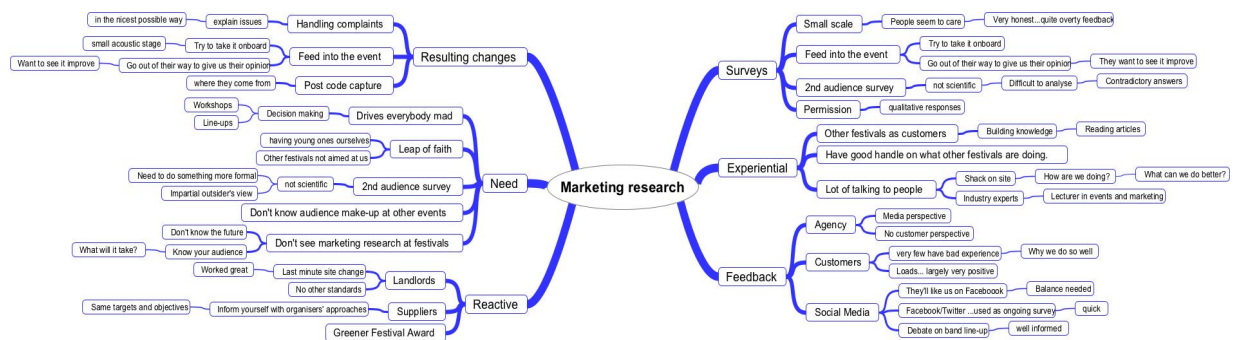 Marketing research
Resulting changes
Handling complaints
explain issues
in the nicest possible way
Feed into the event
Try to take it onboard
small acoustic stage
Go out of their way to give us their opinion
Want to see it improve
Post code capture
where they come from
Need
Drives everybody mad
Decision making
Workshops
Line-ups
Leap of faith
having young ones ourselves
Other festivals not aimed at us
2nd audience survey
not scientific
Need to do something more formal
Impartial outsider's view
Don't know audience make-up at other events
Don't see marketing research at festivals
Don't know the future
Know your audience
What will it take?
Reactive
Landlords
Last minute site change
Worked great
No other standards
Suppliers
Inform yourself with organisers' approaches
Same targets and objectives
Greener Festival Award
Surveys
Small scale
People seem to care
Very honest...quite overty feedback
Feed into the event
Try to take it onboard
Go out of their way to give us their opinion
They want to see it improve
2nd audience survey
not scientific
Difficult to analyse
Contradictory answers
Permission
qualitative responses
Experiential
Other festivals as customers
Building knowledge
Reading articles
Have good handle on what other festivals are doing.
Lot of talking to people
Shack on site
How are we doing?
What can we do better?
Industry experts
Lecturer in events and marketing
Feedback
Agency
Media perspective
No customer perspective
Customers
very few have bad experience
Why we do so well
Loads... largely very positive
Social Media
They'll like us on Faceboook
Balance needed
Facebook/Twitter ...used as ongoing survey
quick
Debate on band line-up
well informed